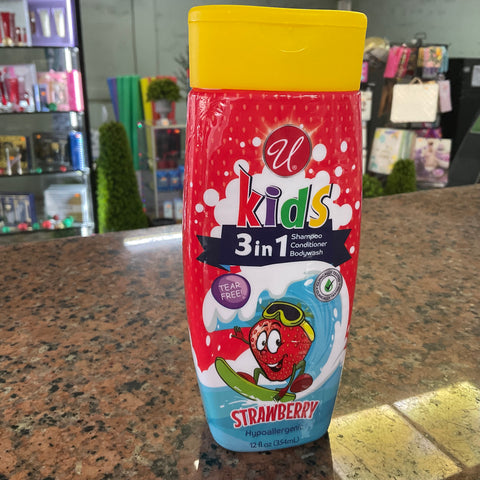 U
kids
3 in 1
Shampoo
Conditioner
Bodywash
TEAR
FREE!
STRAWBERRY
Hypoallergenic
12 fl oz (354mL)